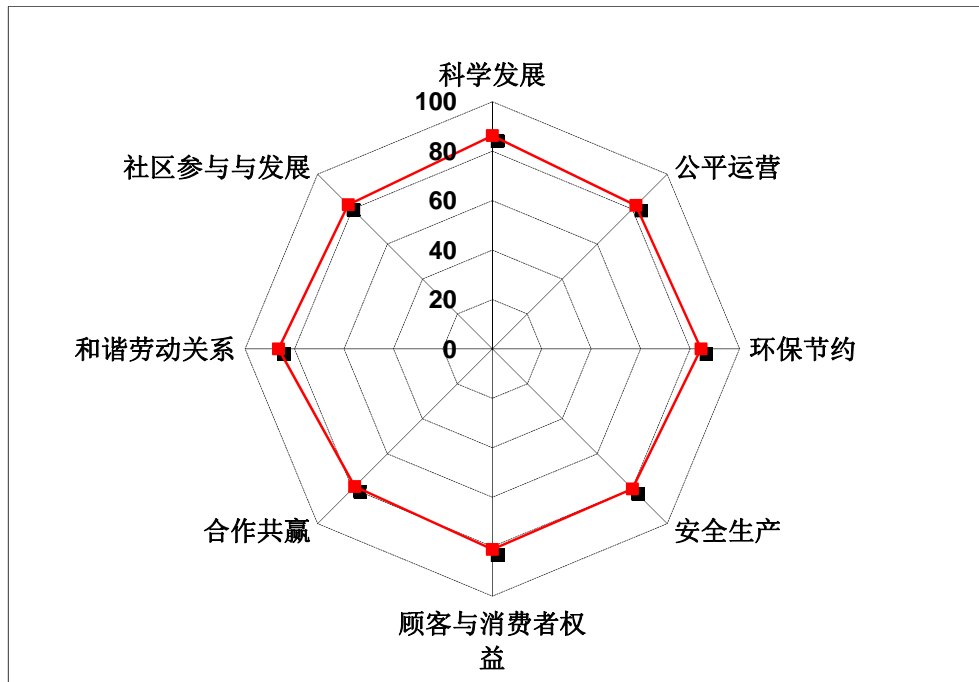 科学发展
100
社区参与与发展
公平运营
80
60
40
20
和谐劳动关系
0
环保节约
合作共赢
安全生产
顾客与消费者权
益